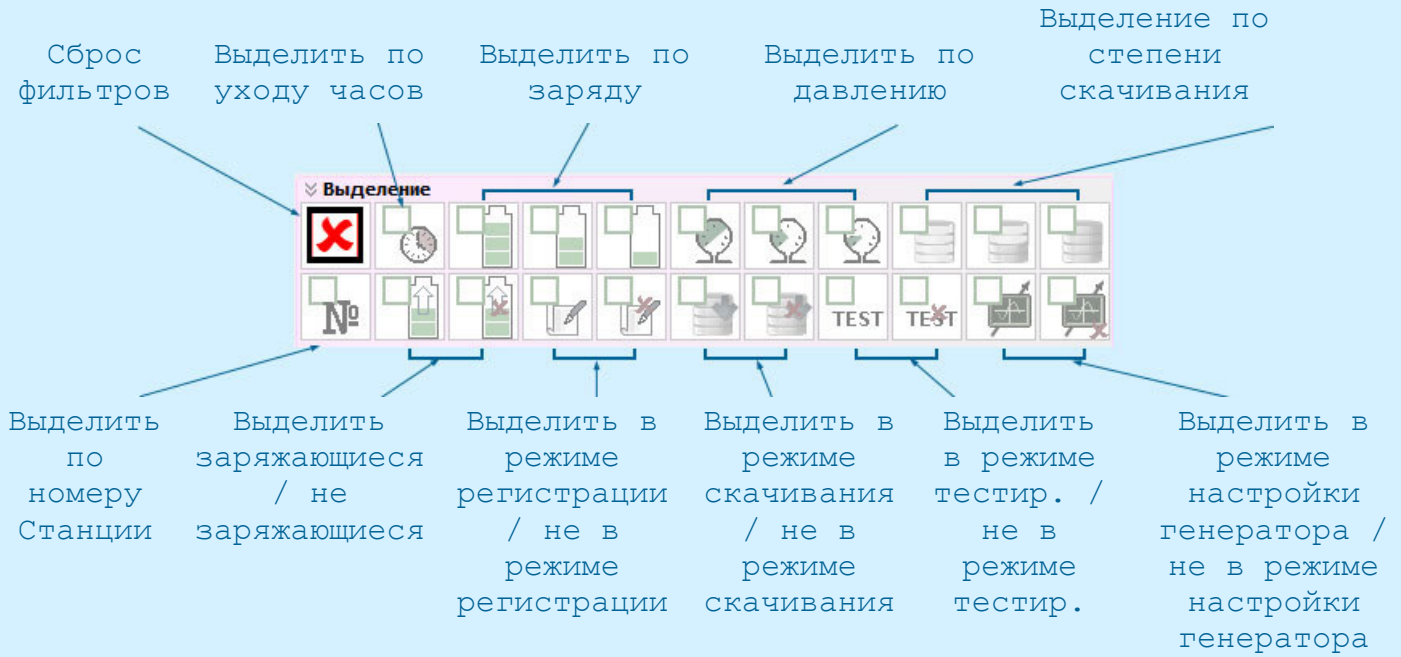 Сброс
фильтров
Выделить по
уходу часов
Выделить по
заряду
Выделить по
давлению
Выделение по
степени
скачивания
Выделение
№
TEST
TEST
Выделить
по
номеру
Станции
Выделить
заряжающиеся
/ не
заряжающиеся
Выделить в
режиме
регистрации
/ не в
режиме
регистрации
Выделить в
режиме
скачивания
/ не в
режиме
скачивания
Выделить
в режиме
тестир. /
не в
режиме
тестир.
Выделить в
режиме
настройки
генератора /
не в режиме
настройки
генератора